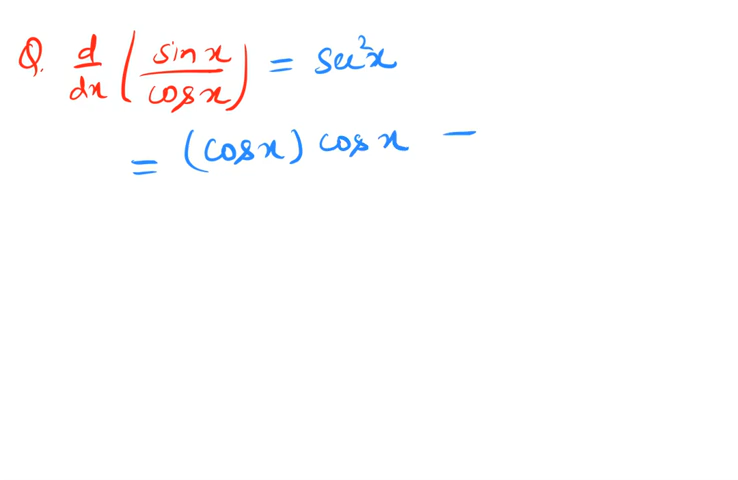 Q. d/dx (sin x / cos x) = sec²x
= (cos x) cos x −